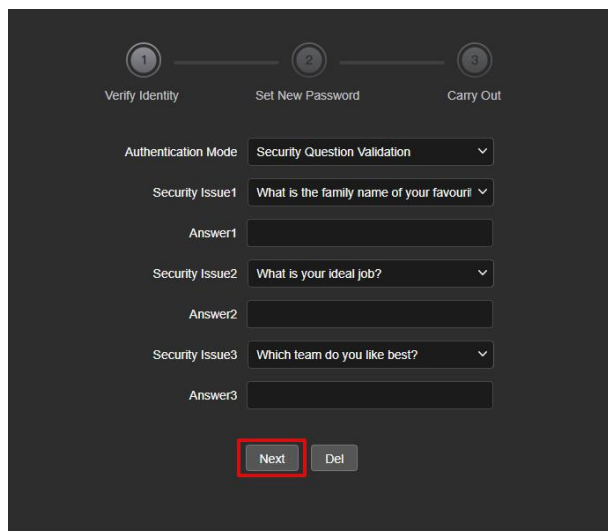 1 2 3
Verify Identity Set New Password Carry Out
Authentication Mode Security Question Validation
Security Issue1 What is the family name of your favouri
Answer1
Security Issue2 What is your ideal job?
Answer2
Security Issue3 Which team do you like best?
Answer3
Next Del